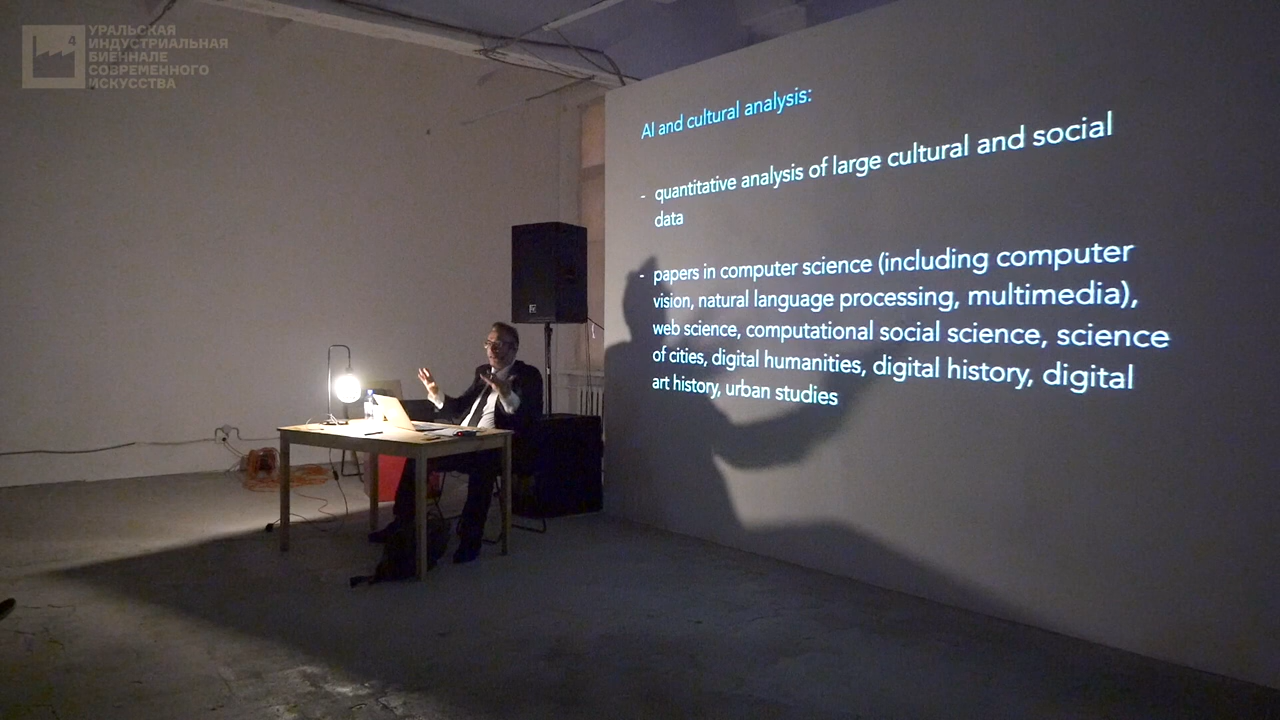 4
УРАЛЬСКАЯ
ИНДУСТРИАЛЬНАЯ
БИЕННАЛЕ
СОВРЕМЕННОГО
ИСКУССТВА
AI and cultural analysis:
- quantitative analysis of large cultural and social
data
- papers in computer science (including computer
vision, natural language processing, multimedia),
web science, computational social science, science
of cities, digital humanities, digital history, digital
art history, urban studies